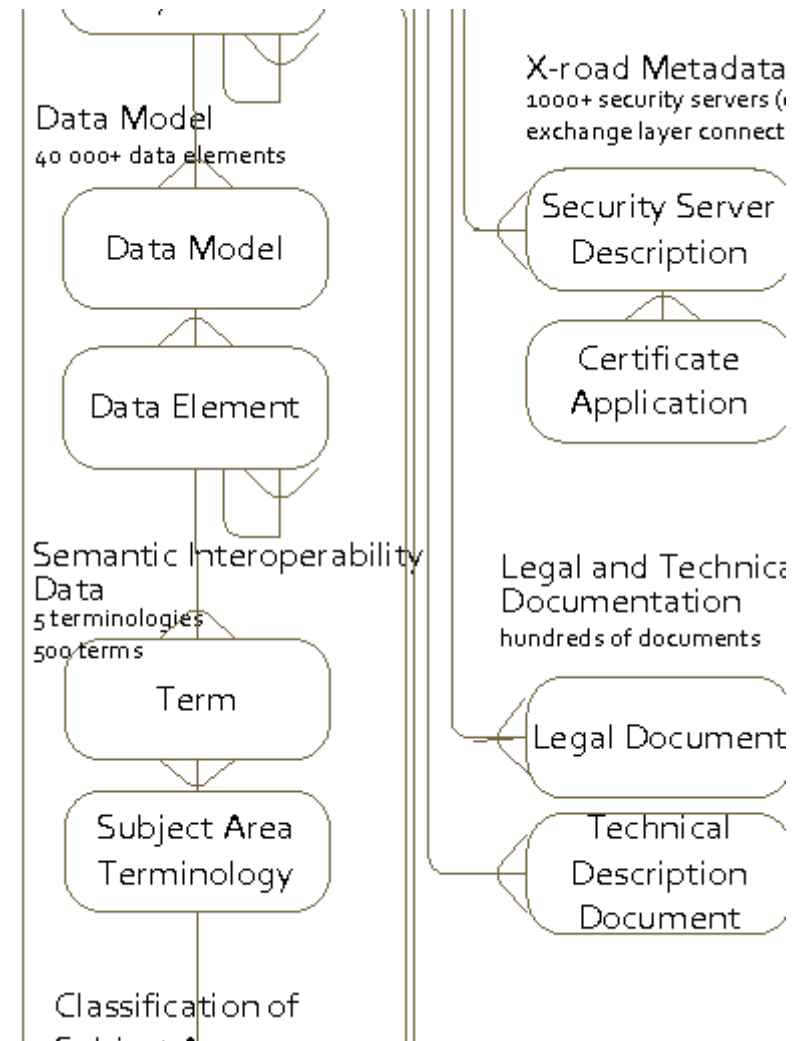 Data Model
40 000+ data elements
Data Model
Data Element
Semantic Interoperability
Data
5 terminologies
500 terms
Term
Subject Area
Terminology
Classification of
X-road Metadata
1000+ security servers (
exchange layer connect
Security Server
Description
Certificate
Application
Legal and Technica
Documentation
hundreds of documents
Legal Document
Technical
Description
Document